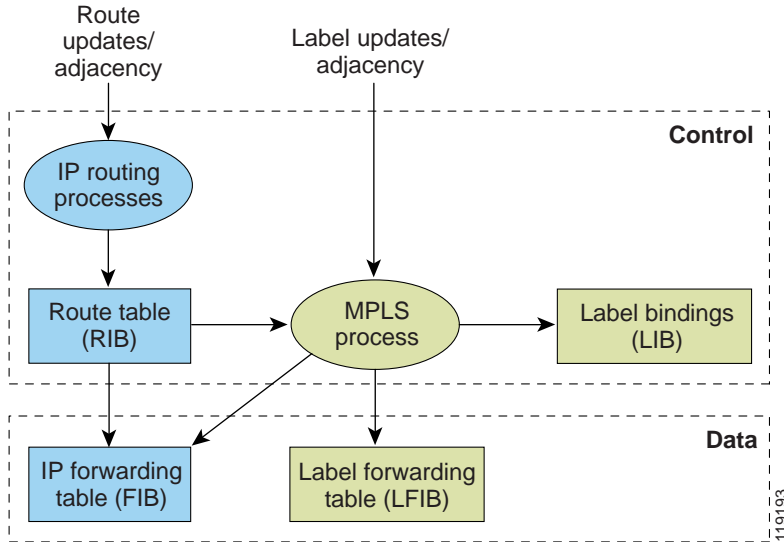 Route
updates/
adjacency
Label updates/
adjacency
Control
IP routing
processes
Route table
(RIB)
MPLS
process
Label bindings
(LIB)
Data
IP forwarding
table (FIB)
Label forwarding
table (LFIB)
119193